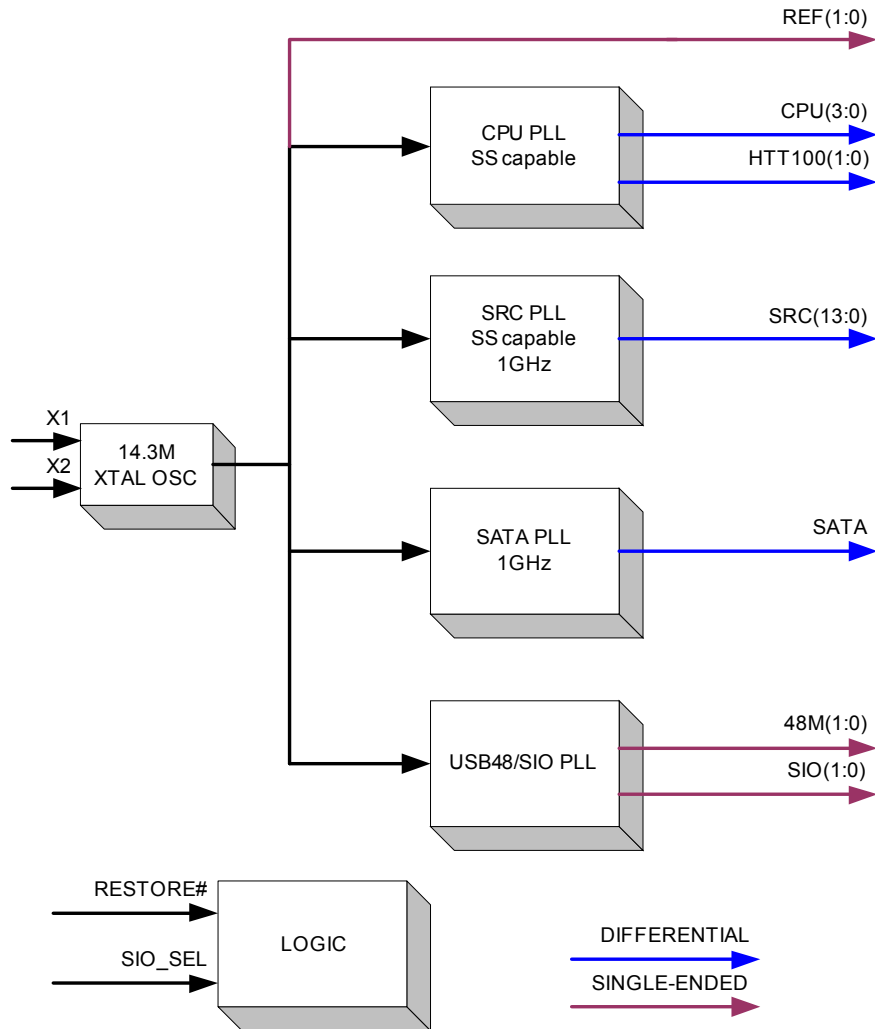 REF(1:0)
CPU PLL
SS capable
CPU(3:0)
HTT100(1:0)
SRC PLL
SS capable
1GHz
SRC(13:0)
X1
X2
14.3M
XTAL OSC
SATA PLL
1GHz
SATA
USB48/SIO PLL
48M(1:0)
SIO(1:0)
RESTORE#
SIO_SEL
LOGIC
DIFFERENTIAL
SINGLE-ENDED